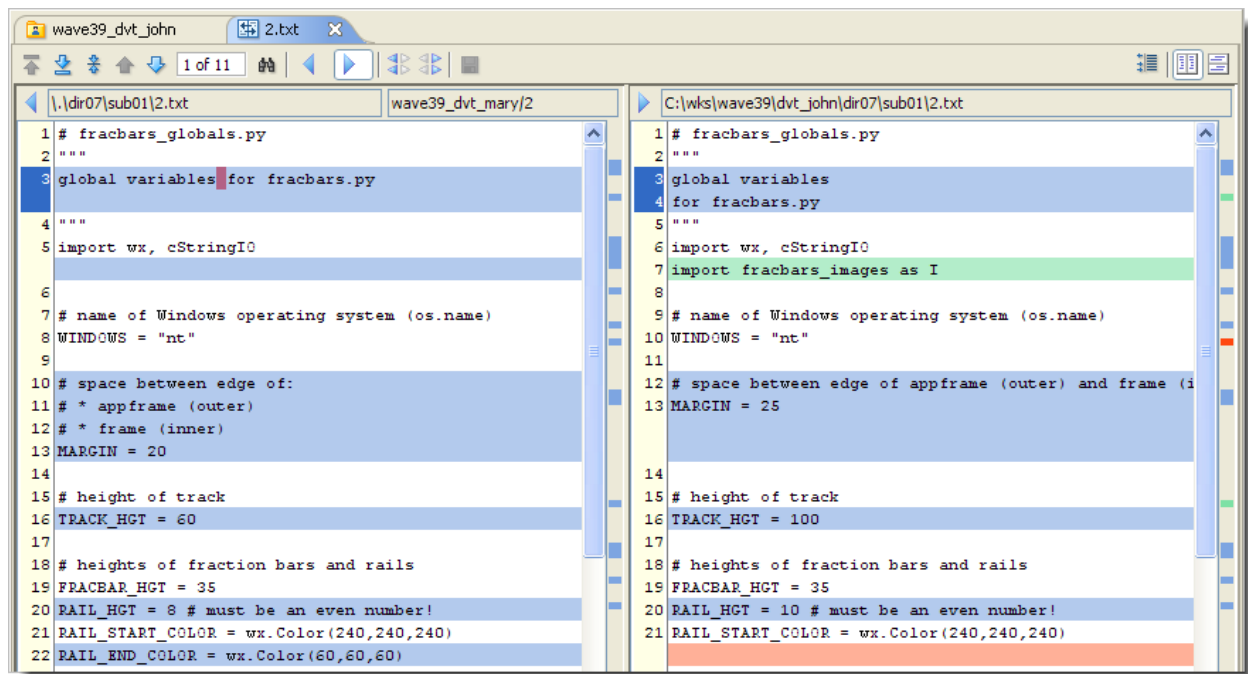 wave39_dvt_john
2.txt
1 of 11
\.\dir07\sub01\2.txt
wave39_dvt_mary/2
1 # fracbars_globals.py
2 """
3 global variables for fracbars.py
4 """
5 import wx, cStringIO
6
7 # name of Windows operating system (os.name)
8 WINDOWS = "nt"
9
10 # space between edge of:
11 # * appframe (outer)
12 # * frame (inner)
13 MARGIN = 20
14
15 # height of track
16 TRACK_HGT = 60
17
18 # heights of fraction bars and rails
19 FRACBAR_HGT = 35
20 RAIL_HGT = 8 # must be an even number!
21 RAIL_START_COLOR = wx.Color(240,240,240)
22 RAIL_END_COLOR = wx.Color(60,60,60)
C:\wks\wave39\dvt_john\dir07\sub01\2.txt
1 # fracbars_globals.py
2 """
3 global variables
4 for fracbars.py
5 """
6 import wx, cStringIO
7 import fracbars_images as I
8
9 # name of Windows operating system (os.name)
10 WINDOWS = "nt"
11
12 # space between edge of appframe (outer) and frame (i
13 MARGIN = 25
14
15 # height of track
16 TRACK_HGT = 100
17
18 # heights of fraction bars and rails
19 FRACBAR_HGT = 35
20 RAIL_HGT = 10 # must be an even number!
21 RAIL_START_COLOR = wx.Color(240,240,240)